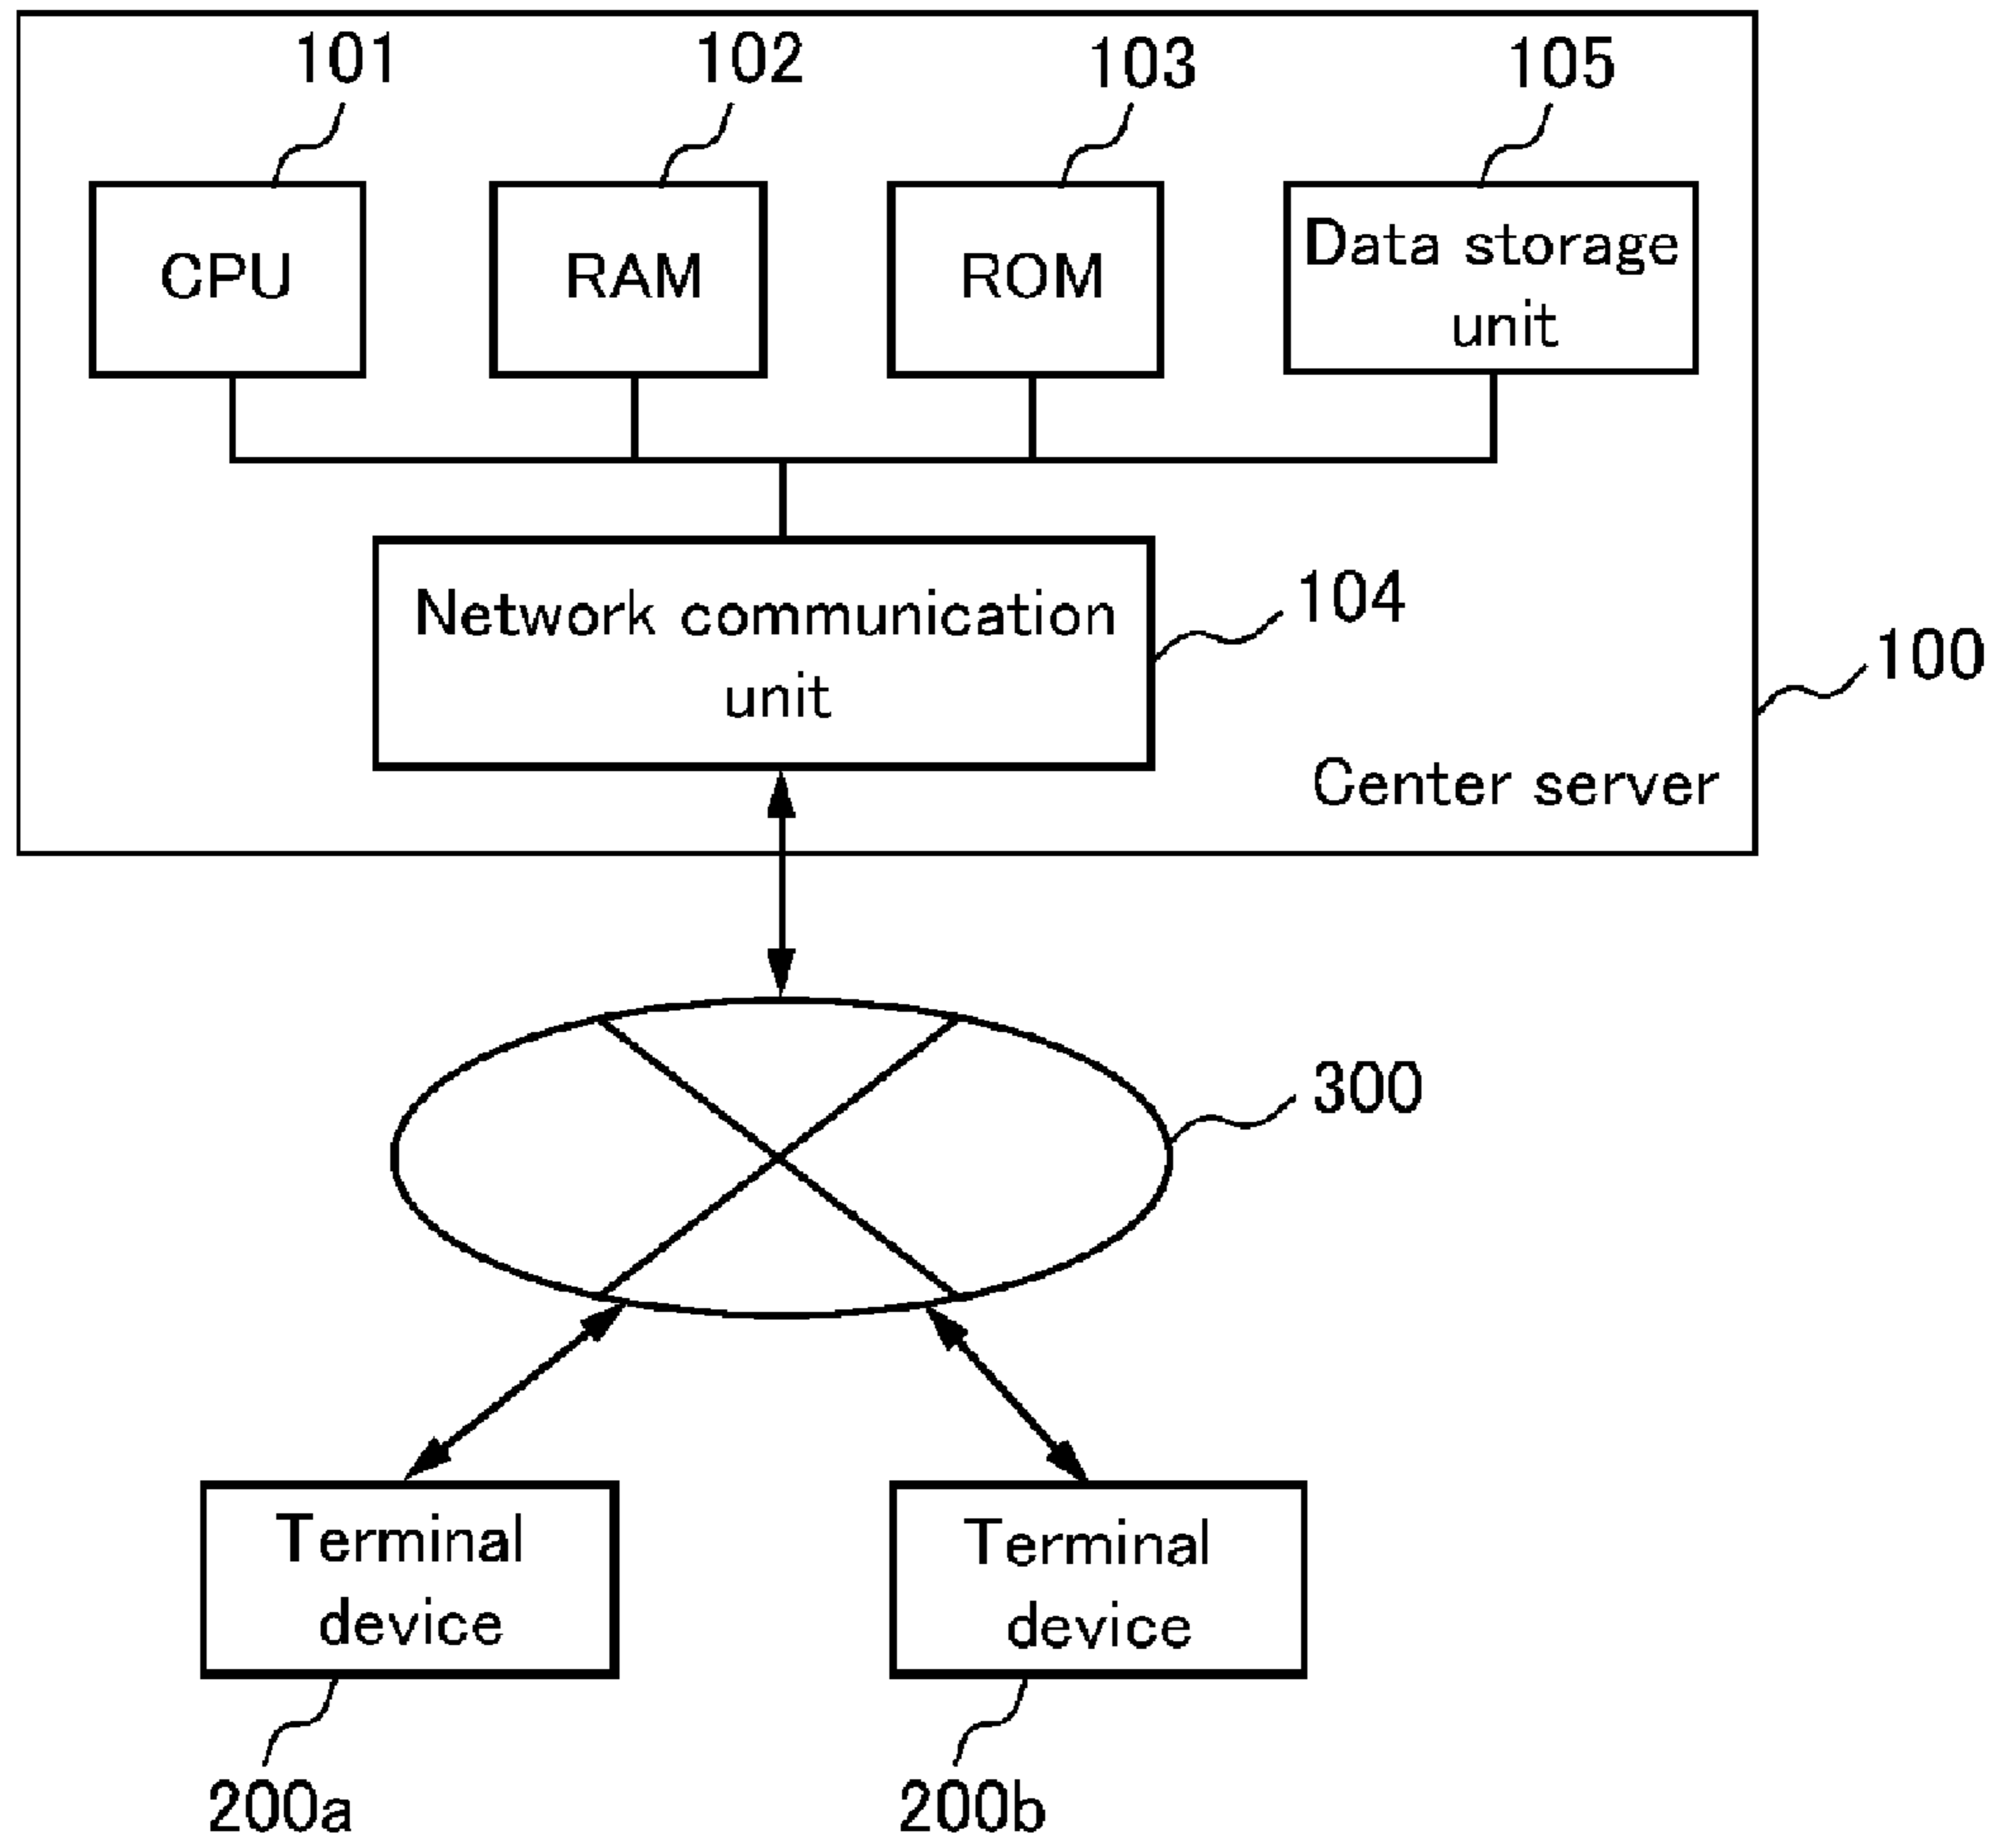 101
102
103
105
CPU
RAM
ROM
Data storage
unit
Network communication
unit
104
100
Center server
300
Terminal
device
Terminal
device
200a
200b